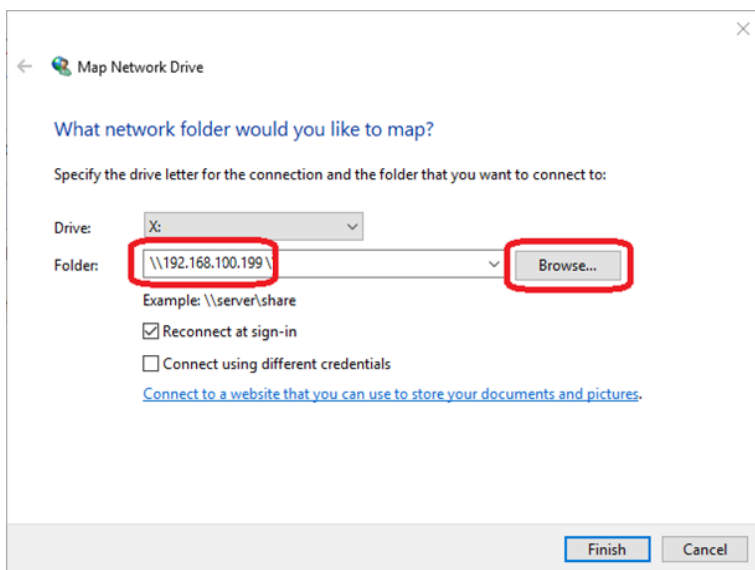 Map Network Drive
What network folder would you like to map?
Specify the drive letter for the connection and the folder that you want to connect to:
Drive: X:
Folder: \\192.168.100.199\ Browse...
Example: \\server\share
Reconnect at sign-in
Connect using different credentials
Connect to a website that you can use to store your documents and pictures.
Finish Cancel